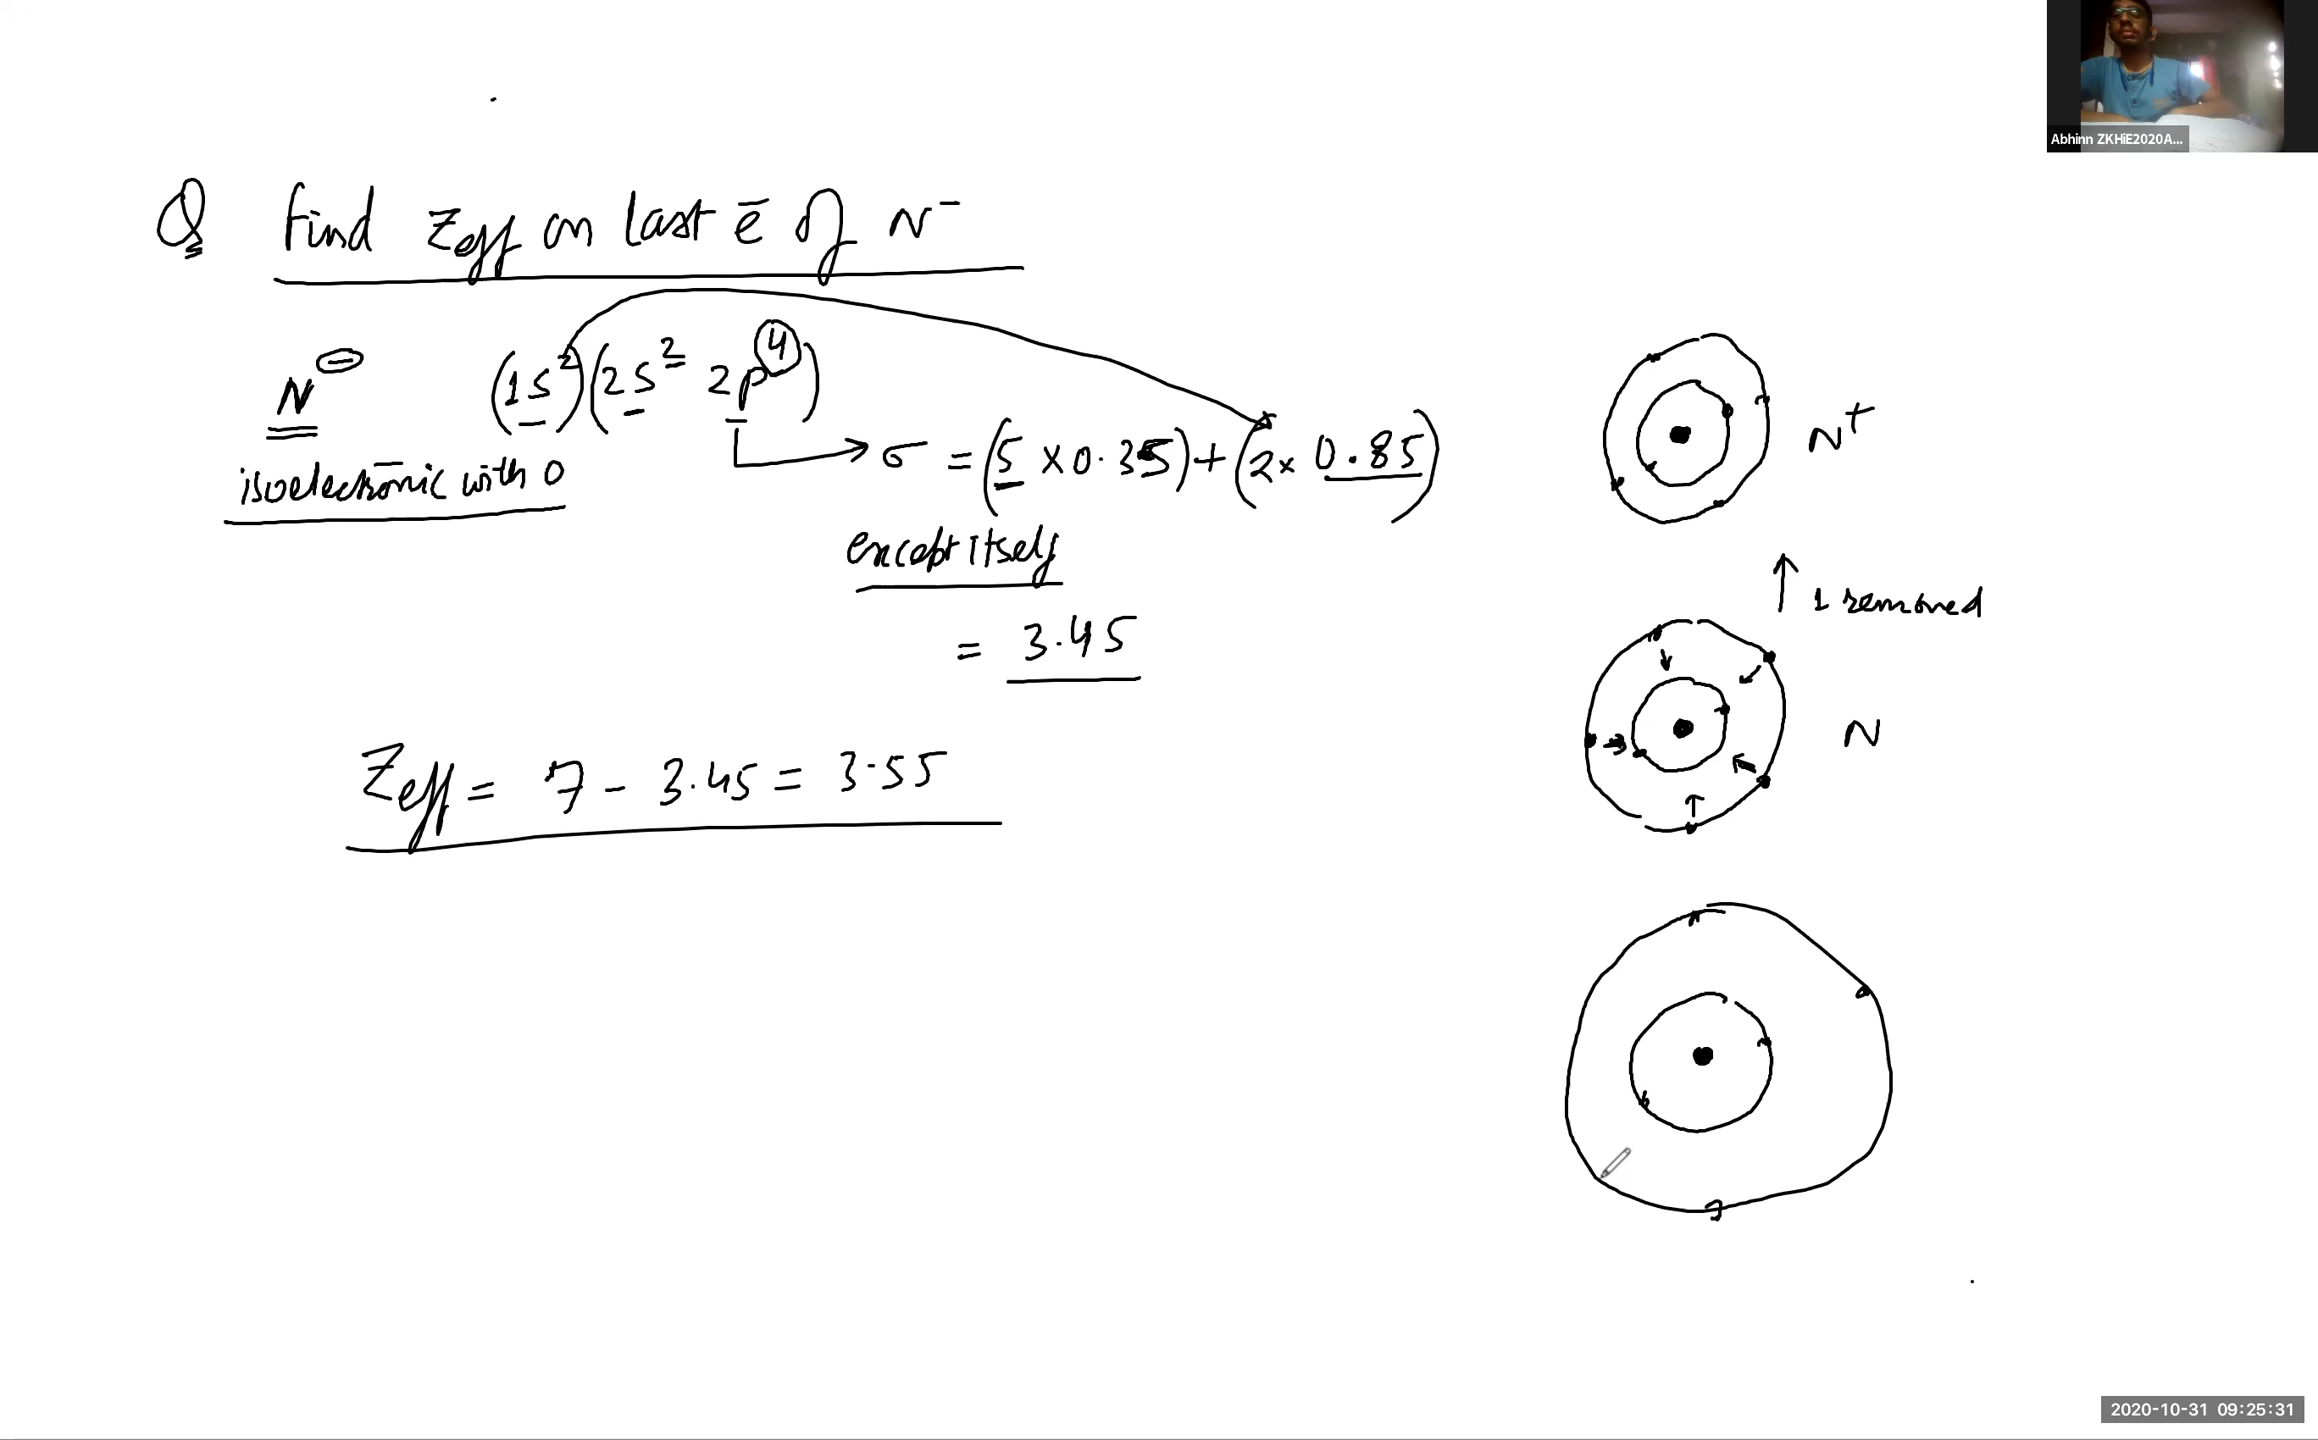 Q Find Zeff on last ē of N⁻
N⊖ (1s²)(2s² 2p⁴)
→ σ = (5 × 0.35) + (2 × 0.85)
isoelectronic with O
except itself
= 3.45
Zeff = 7 - 3.45 = 3.55
N⁺
↑ 1 removed
N
Abhinn ZKHiE2020A...
2020-10-31 09:25:31